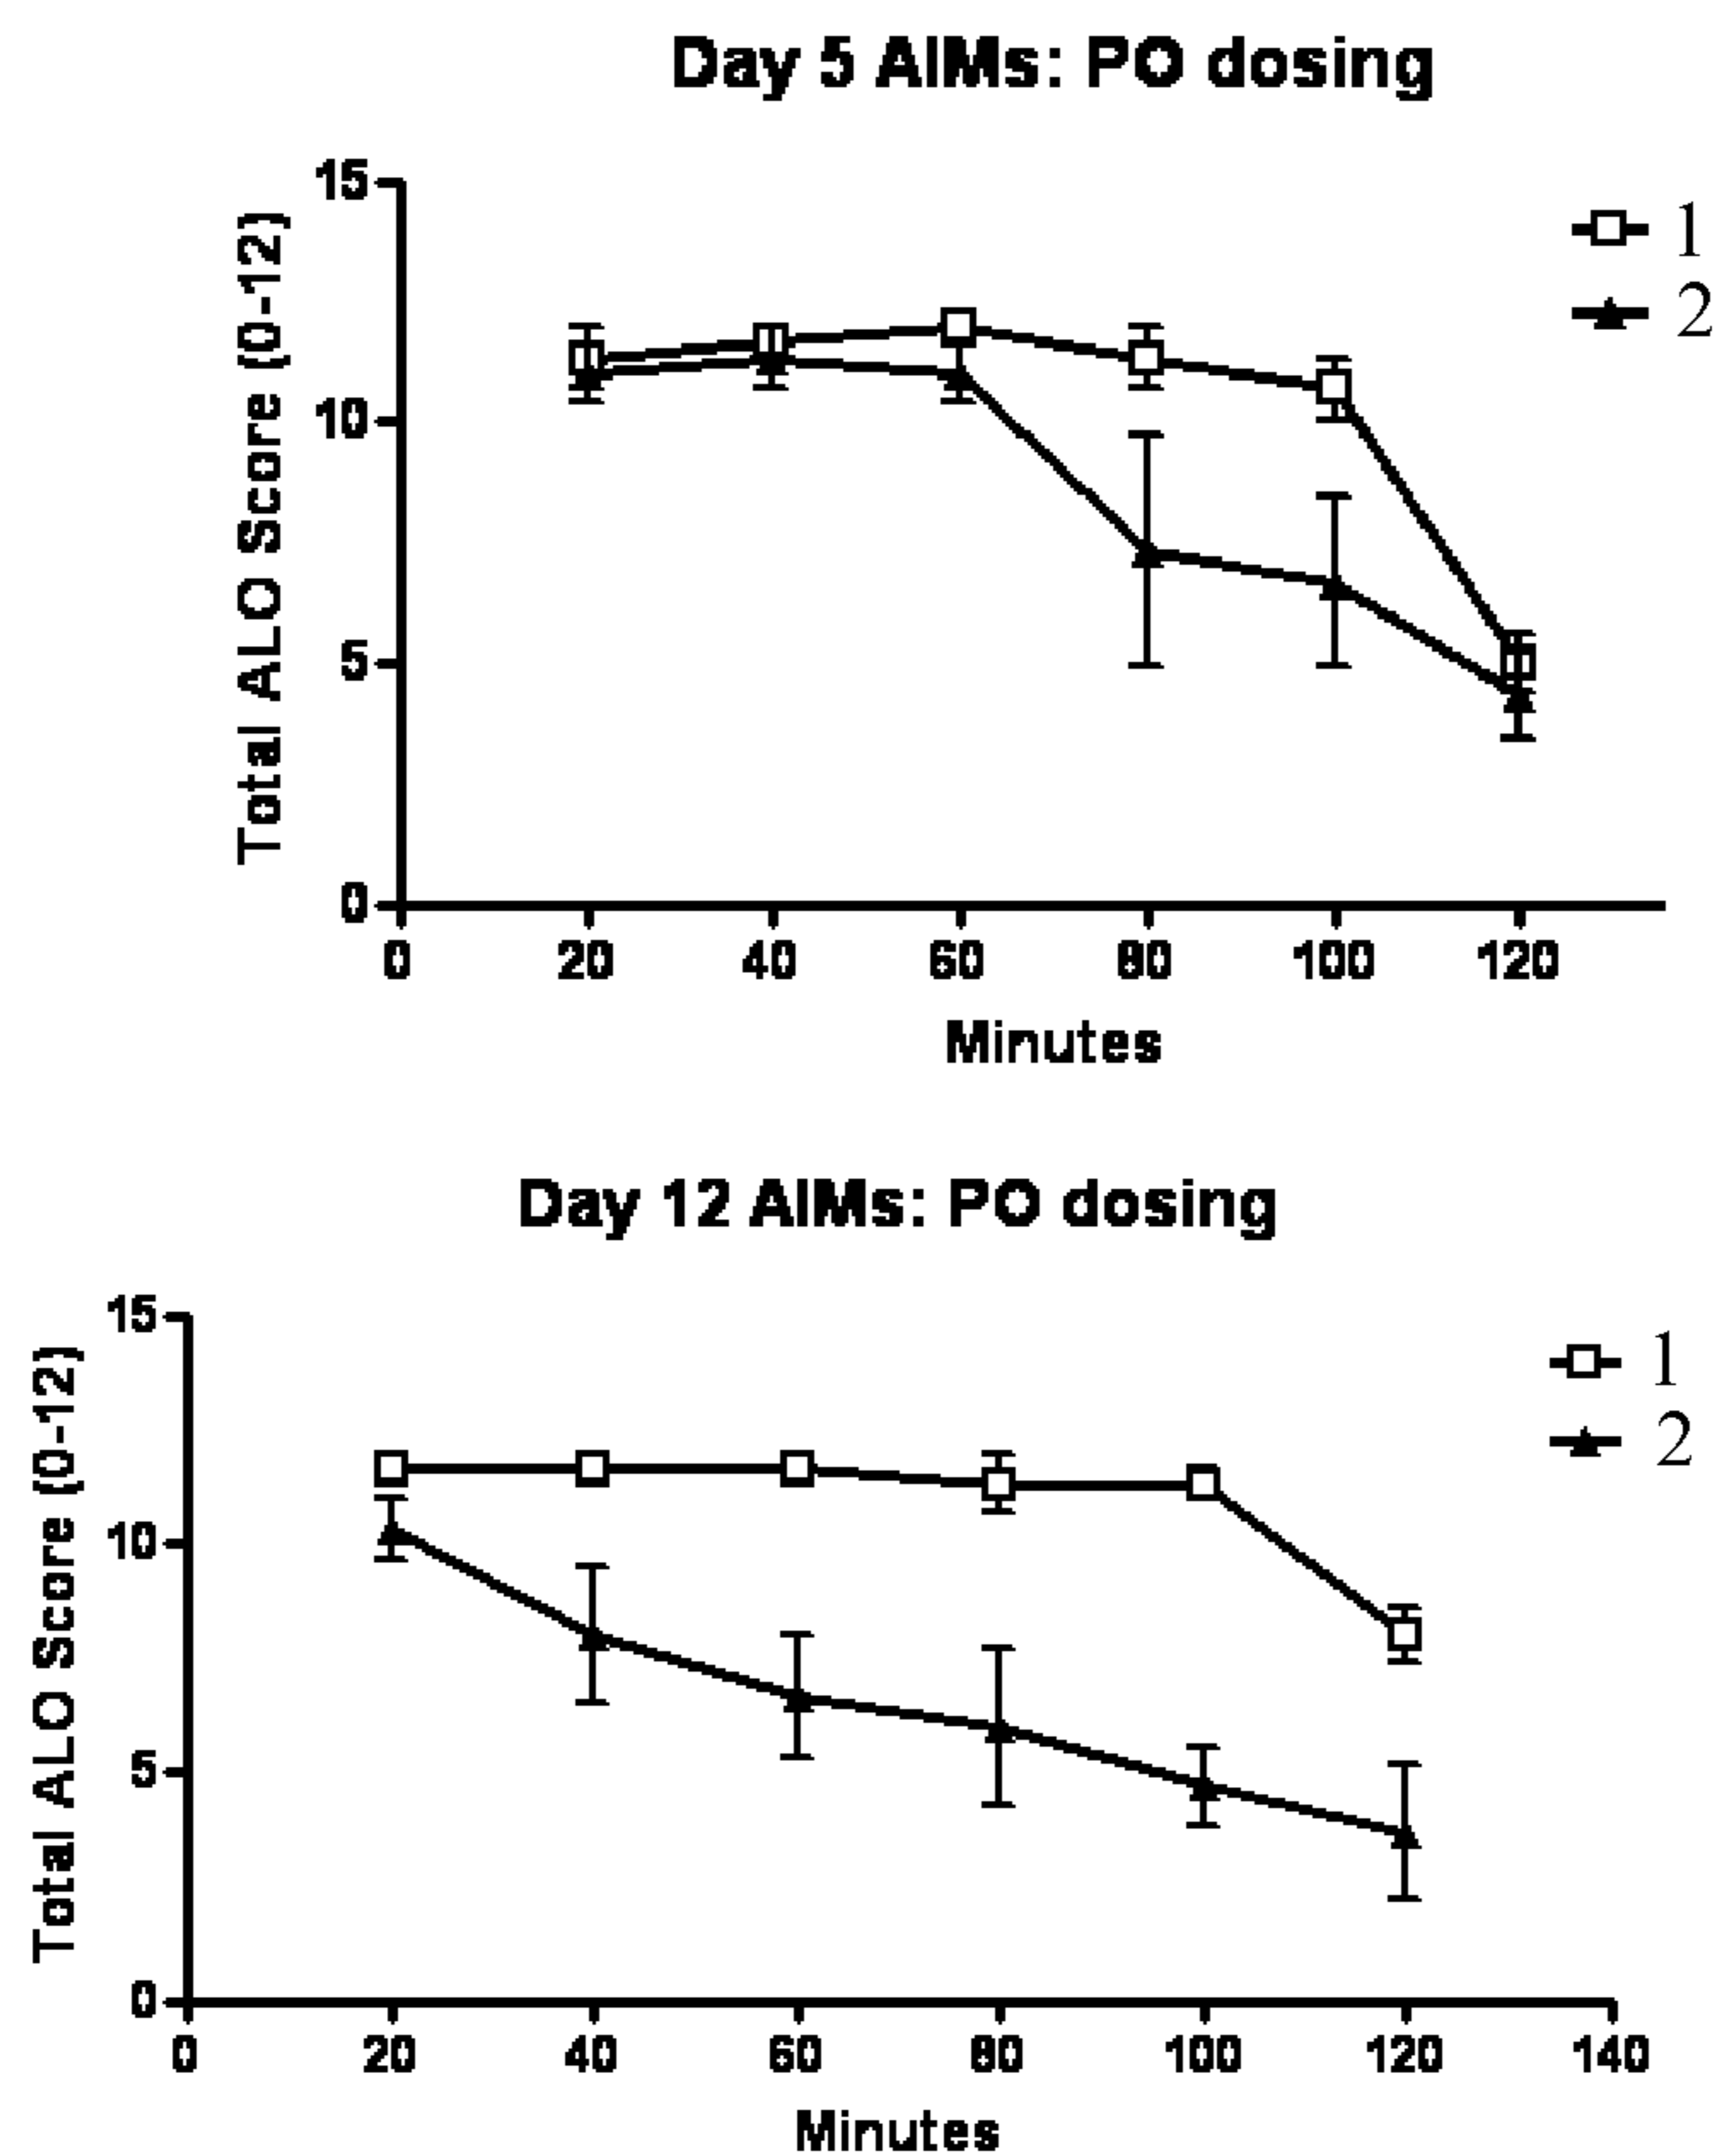 Day 5 AIMs: PO dosing
Total ALO Score (0-12)
15
10
5
0
1
2
0 20 40 60 80 100 120
Minutes
Day 12 AIMs: PO dosing
Total ALO Score (0-12)
15
10
5
0
1
2
0 20 40 60 80 100 120 140
Minutes